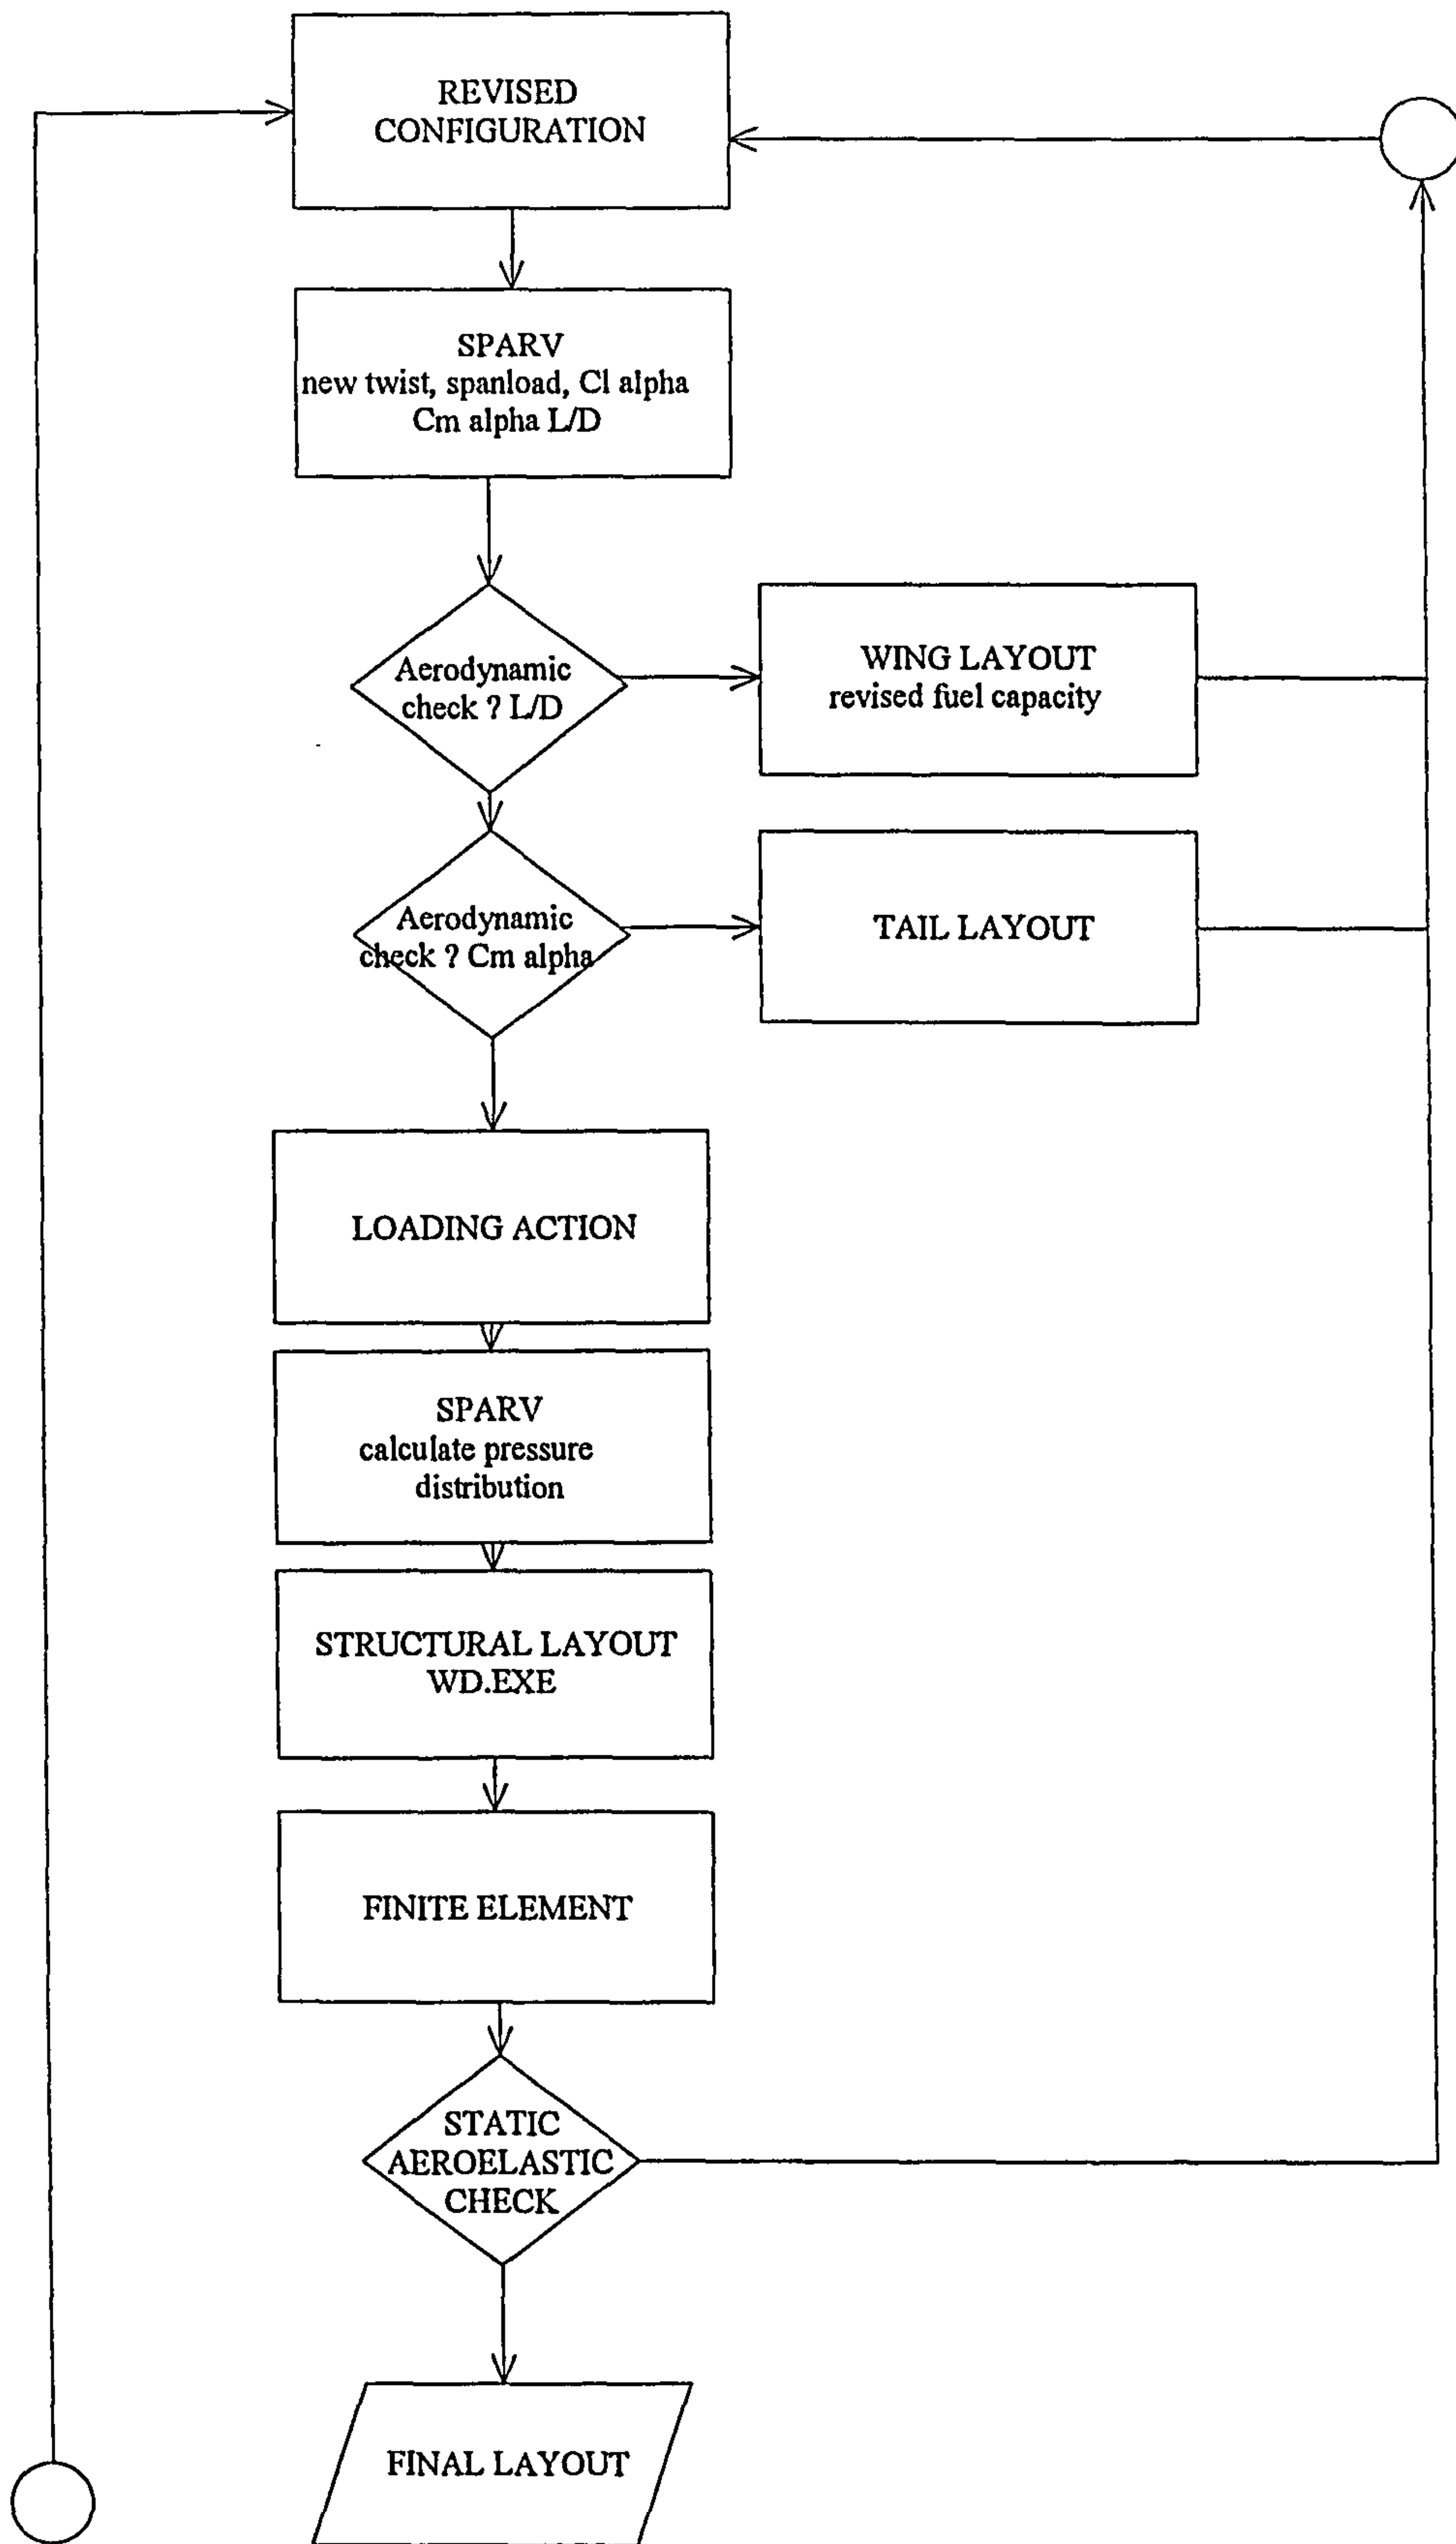 REVISED
CONFIGURATION
SPARV
new twist, spanload, Cl alpha
Cm alpha L/D
Aerodynamic
check ? L/D
WING LAYOUT
revised fuel capacity
Aerodynamic
check ? Cm alpha
TAIL LAYOUT
LOADING ACTION
SPARV
calculate pressure
distribution
STRUCTURAL LAYOUT
WD.EXE
FINITE ELEMENT
STATIC
AEROELASTIC
CHECK
FINAL LAYOUT